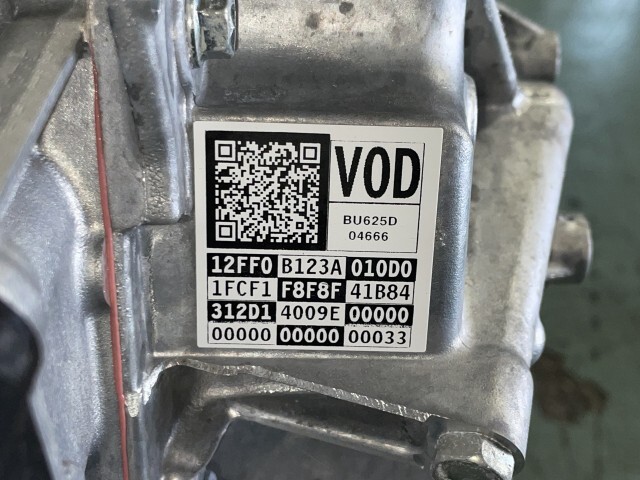 VOD
BU625D
04666
12FF0 B123A 010D0
1FCF1 F8F8F 41B84
312D1 4009E 00000
00000 00000 00033